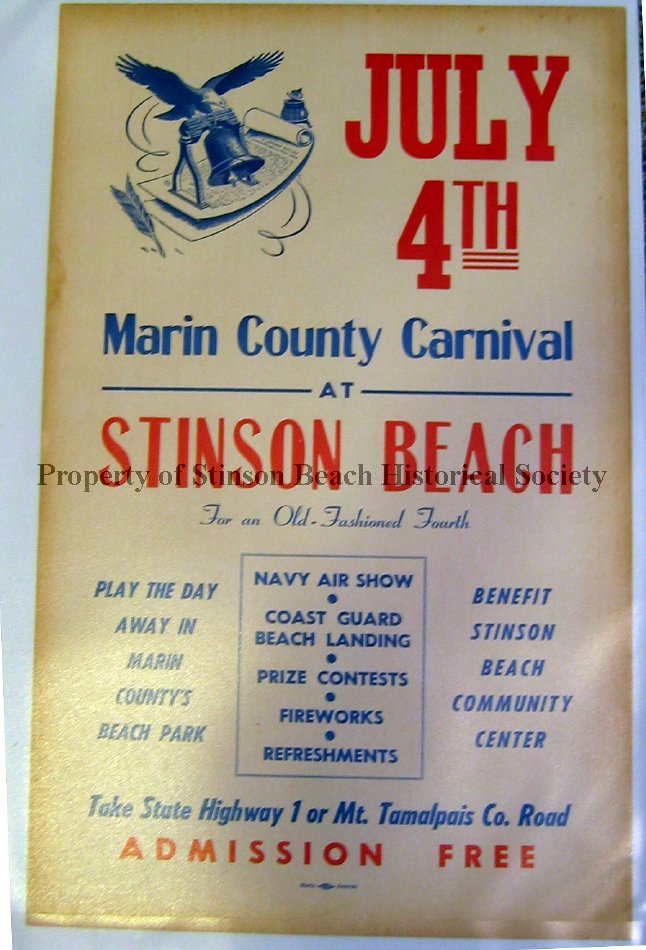 JULY
4TH
Marin County Carnival
AT
STINSON BEACH
Property of Stinson Beach Historical Society
For an Old-Fashioned Fourth
PLAY THE DAY
AWAY IN
MARIN
COUNTY'S
BEACH PARK
NAVY AIR SHOW
•
COAST GUARD
BEACH LANDING
•
PRIZE CONTESTS
•
FIREWORKS
•
REFRESHMENTS
BENEFIT
STINSON
BEACH
COMMUNITY
CENTER
Take State Highway 1 or Mt. Tamalpais Co. Road
ADMISSION FREE